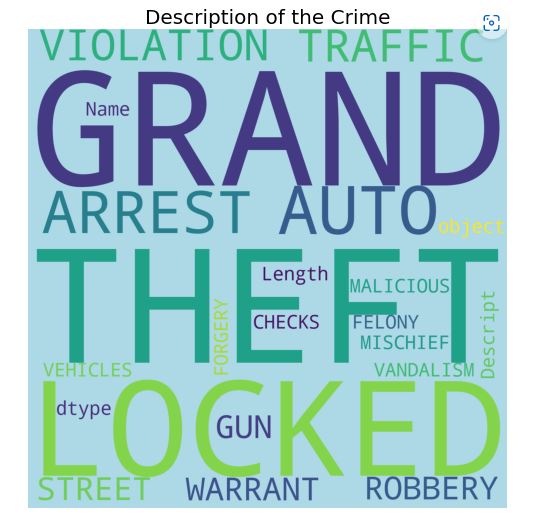 Description of the Crime
VIOLATION TRAFFIC
GRAND
Name
ARREST AUTO
object
THEFT
Length
MALICIOUS
CHECKS FELONY
MISCHIEF
FORGERY
Descript
VEHICLES VANDALISM
LOCKED
dtype
GUN
STREET WARRANT ROBBERY